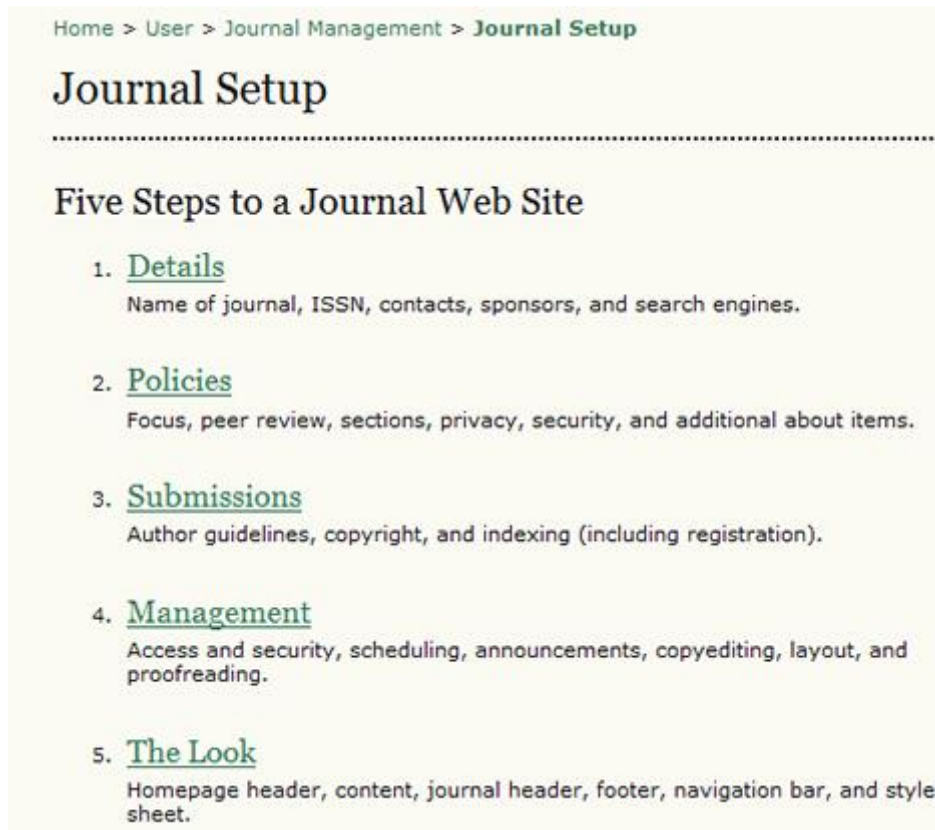 Home > User > Journal Management > Journal Setup
Journal Setup
Five Steps to a Journal Web Site
1. Details
Name of journal, ISSN, contacts, sponsors, and search engines.
2. Policies
Focus, peer review, sections, privacy, security, and additional about items.
3. Submissions
Author guidelines, copyright, and indexing (including registration).
4. Management
Access and security, scheduling, announcements, copyediting, layout, and
proofreading.
5. The Look
Homepage header, content, journal header, footer, navigation bar, and style
sheet.